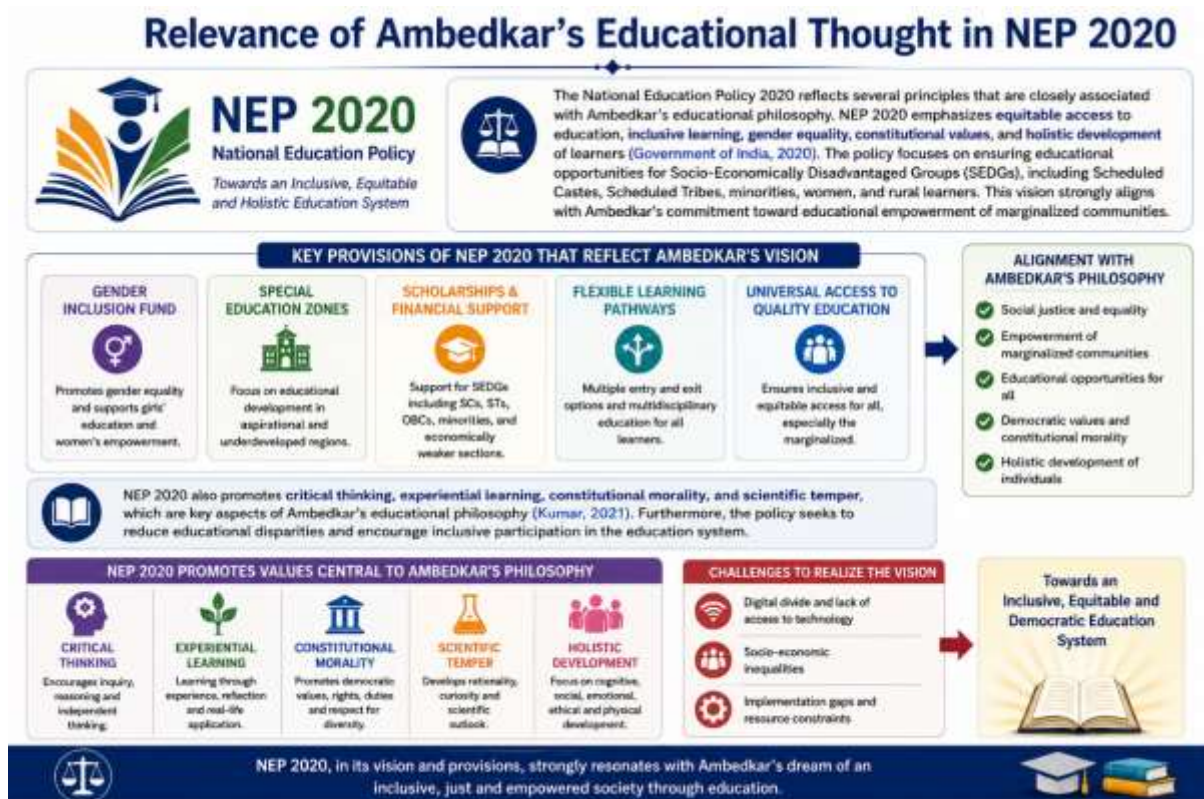 Relevance of Ambedkar's Educational Thought in NEP 2020
NEP 2020
National Education Policy
Towards an Inclusive, Equitable
and Holistic Education System
The National Education Policy 2020 reflects several principles that are closely associated
with Ambedkar's educational philosophy. NEP 2020 emphasizes equitable access to
education, inclusive learning, gender equality, constitutional values, and holistic development
of learners (Government of India, 2020). The policy focuses on ensuring educational
opportunities for Socio-Economically Disadvantaged Groups (SEDGs), including Scheduled
Castes, Scheduled Tribes, minorities, women, and rural learners. This vision strongly aligns
with Ambedkar's commitment toward educational empowerment of marginalized communities.
KEY PROVISIONS OF NEP 2020 THAT REFLECT AMBEDKAR'S VISION
GENDER
INCLUSION FUND
Promotes gender equality
and supports girls'
education and
women's empowerment.
SPECIAL
EDUCATION ZONES
Focus on educational
development in
aspirational and
underdeveloped regions.
SCHOLARSHIPS &
FINANCIAL SUPPORT
Support for SEDGs
including SCs, STs,
OBCs, minorities, and
economically
weaker sections.
FLEXIBLE LEARNING
PATHWAYS
Multiple entry and exit
options and multidisciplinary
education for all
learners.
UNIVERSAL ACCESS TO
QUALITY EDUCATION
Ensures inclusive and
equitable access for all,
especially the
marginalized.
ALIGNMENT WITH
AMBEDKAR'S PHILOSOPHY
Social justice and equality
Empowerment of
marginalized communities
Educational opportunities for
all
Democratic values and
constitutional morality
Holistic development of
individuals
NEP 2020 also promotes critical thinking, experiential learning, constitutional morality, and scientific temper,
which are key aspects of Ambedkar's educational philosophy (Kumar, 2021). Furthermore, the policy seeks to
reduce educational disparities and encourage inclusive participation in the education system.
NEP 2020 PROMOTES VALUES CENTRAL TO AMBEDKAR'S PHILOSOPHY
CRITICAL
THINKING
Encourages inquiry,
reasoning and
independent
thinking.
EXPERIENTIAL
LEARNING
Learning through
experience, reflection
and real-life
application.
CONSTITUTIONAL
MORALITY
Promotes democratic
values, rights, duties
and respect for
diversity.
SCIENTIFIC
TEMPER
Develops rationality,
curiosity and
scientific
outlook.
HOLISTIC
DEVELOPMENT
Focus on cognitive,
social, emotional,
ethical and physical
development.
CHALLENGES TO REALIZE THE VISION
Digital divide and lack of
access to technology
Socio-economic
inequalities
Implementation gaps and
resource constraints
Towards an
Inclusive, Equitable and
Democratic Education
System
NEP 2020, in its vision and provisions, strongly resonates with Ambedkar's dream of an
inclusive, just and empowered society through education.